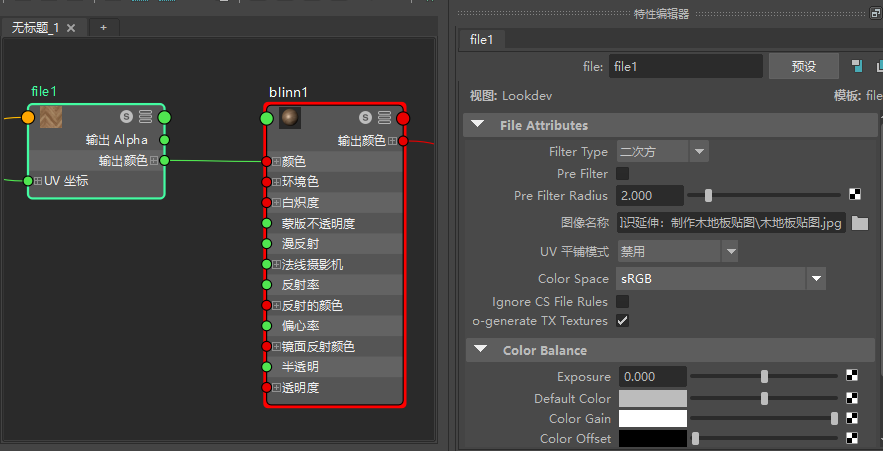 无标题_1
+
file1
输出 Alpha
输出颜色
UV 坐标
blinn1
输出颜色
颜色
环境色
白炽度
蒙版不透明度
漫反射
法线摄影机
反射率
反射的颜色
偏心率
镜面反射颜色
半透明
透明度
特性编辑器
file1
file: file1 预设
视图: Lookdev 模板: file
File Attributes
Filter Type 二次方
Pre Filter
Pre Filter Radius 2.000
图像名称 识延伸：制作木地板贴图\木地板贴图.jpg
UV 平铺模式 禁用
Color Space sRGB
Ignore CS File Rules
o-generate TX Textures
Color Balance
Exposure 0.000
Default Color
Color Gain
Color Offset